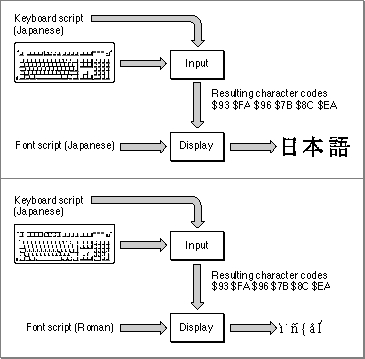 Keyboard script
(Japanese)
Input
Resulting character codes
$93 $FA $96 $7B $8C $EA
Font script (Japanese)
Display
日本語
Keyboard script
(Japanese)
Input
Resulting character codes
$93 $FA $96 $7B $8C $EA
Font script (Roman)
Display
ì ˙ ñ { å Í